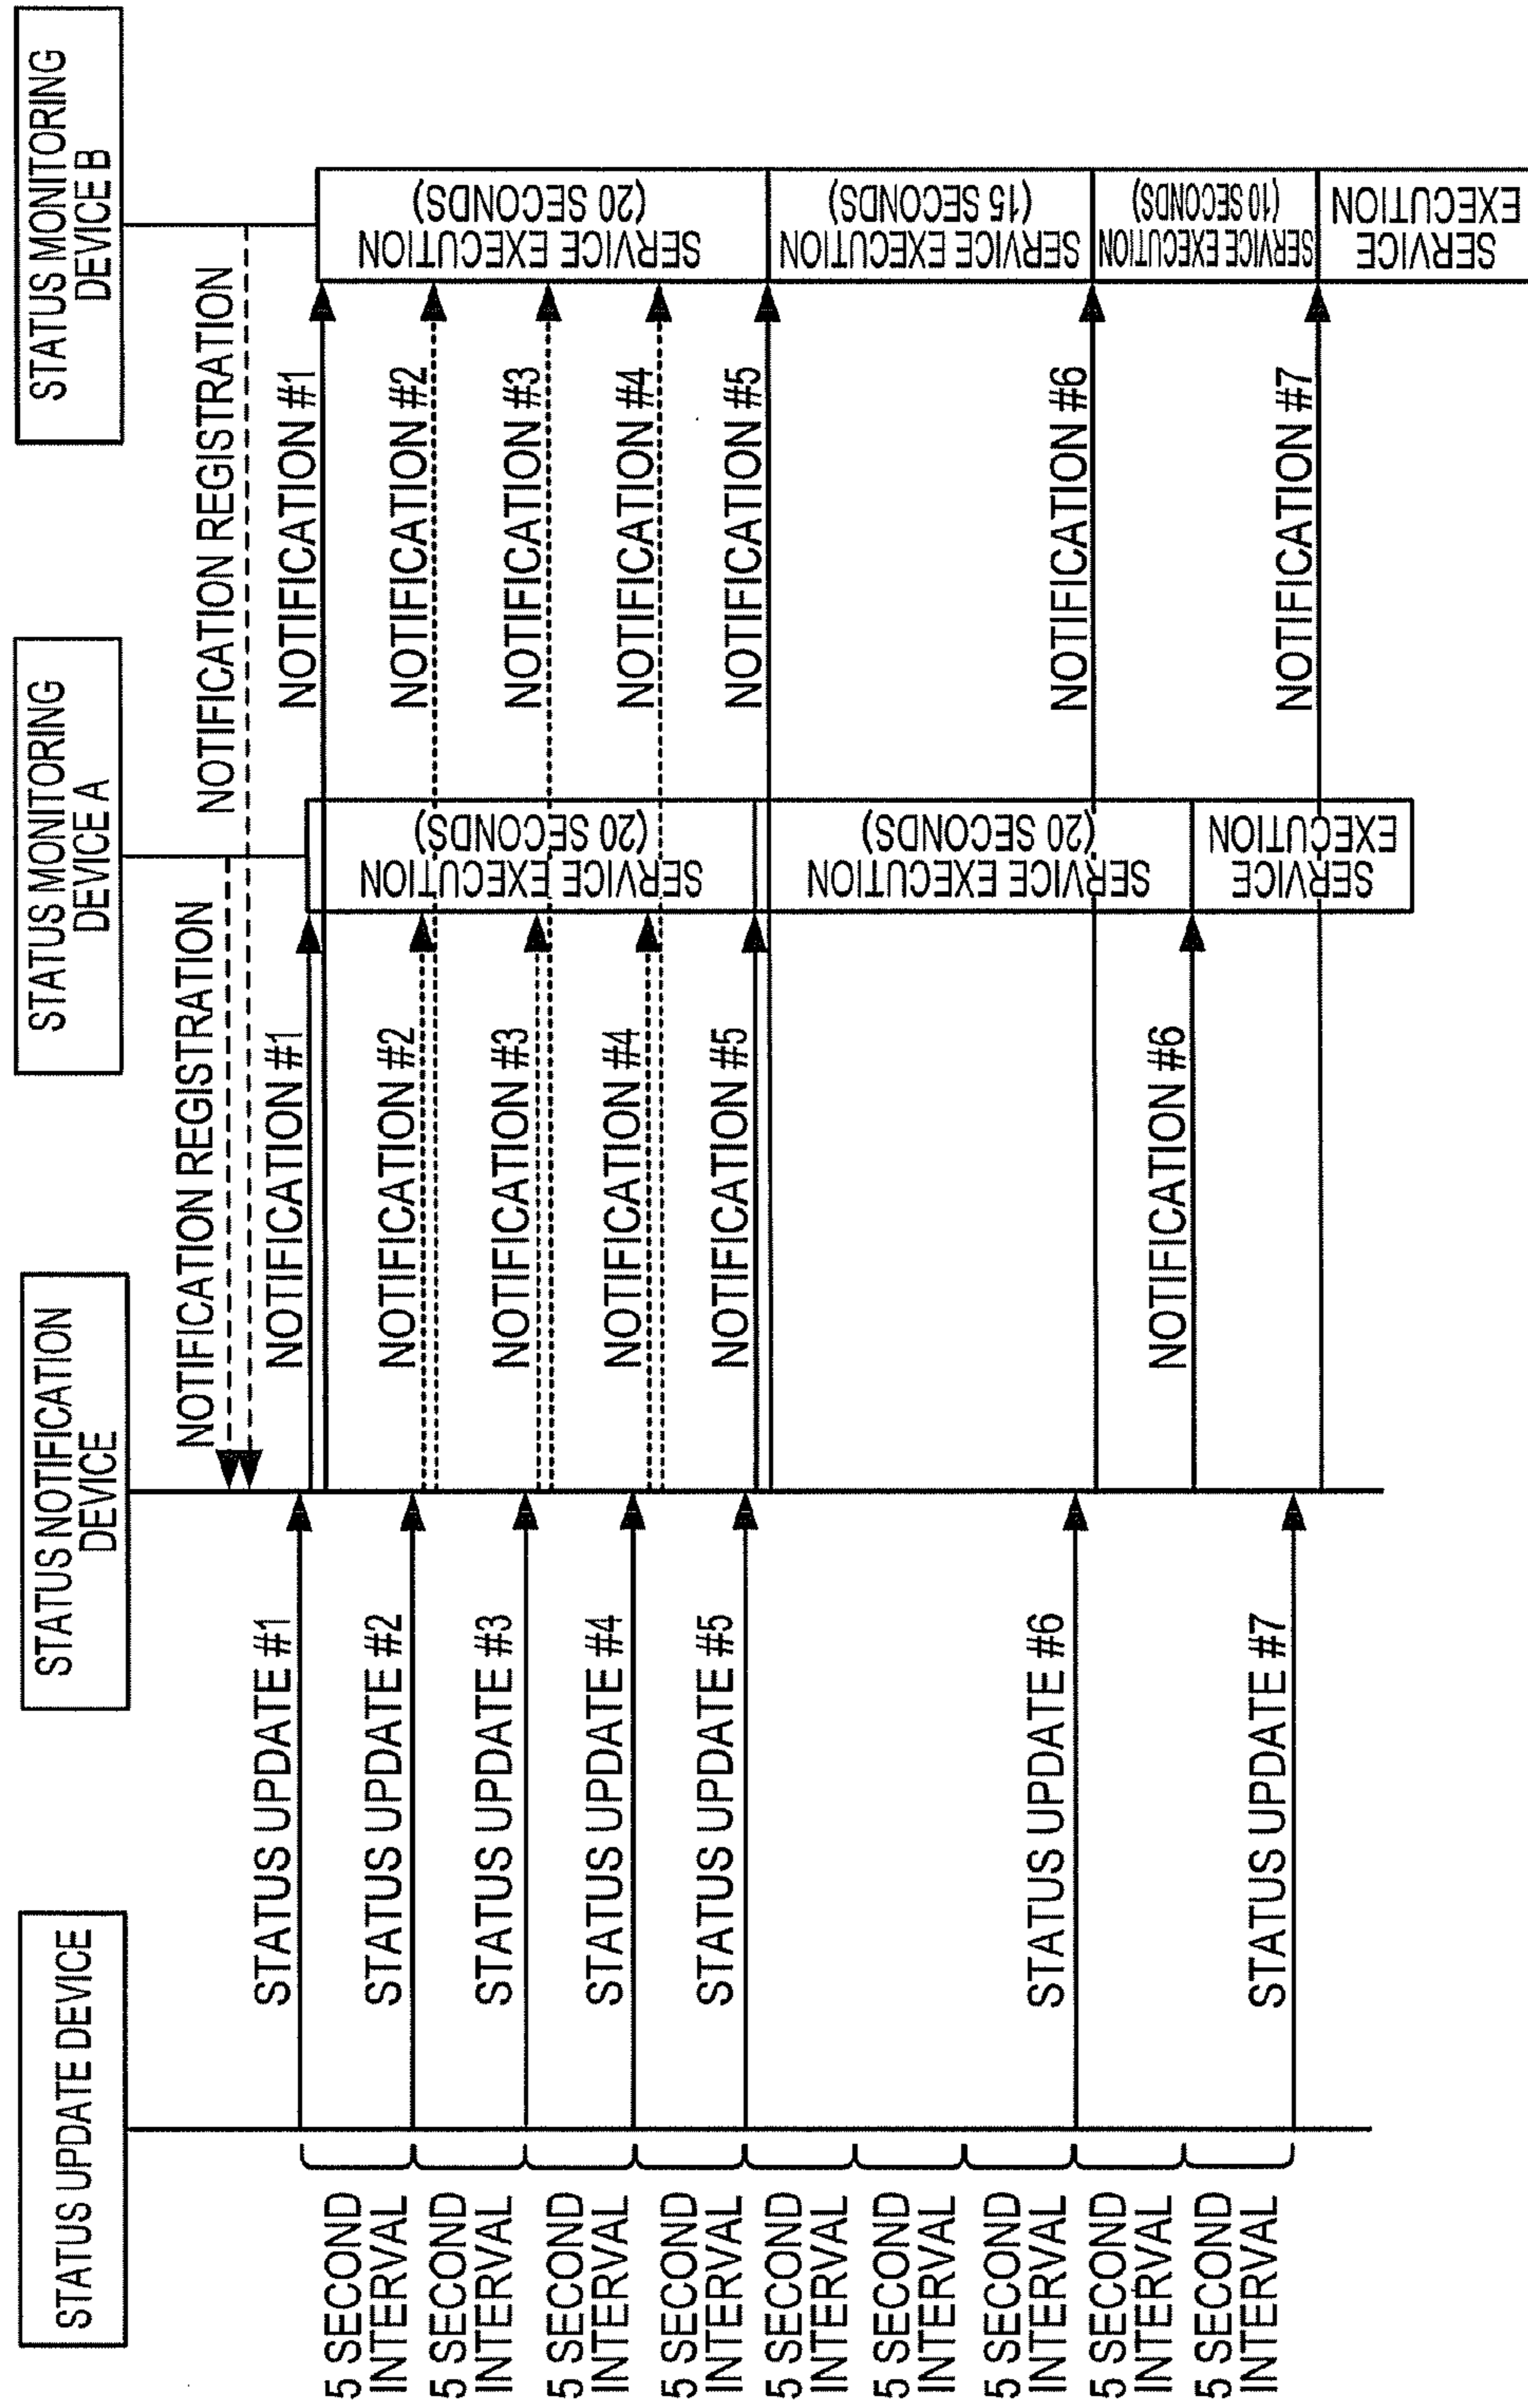 STATUS UPDATE DEVICE
STATUS NOTIFICATION
DEVICE
STATUS MONITORING
DEVICE A
STATUS MONITORING
DEVICE B
NOTIFICATION REGISTRATION
NOTIFICATION REGISTRATION
STATUS UPDATE #1
NOTIFICATION #1
NOTIFICATION #1
STATUS UPDATE #2
NOTIFICATION #2
NOTIFICATION #2
STATUS UPDATE #3
NOTIFICATION #3
NOTIFICATION #3
STATUS UPDATE #4
NOTIFICATION #4
NOTIFICATION #4
STATUS UPDATE #5
NOTIFICATION #5
NOTIFICATION #5
STATUS UPDATE #6
NOTIFICATION #6
NOTIFICATION #6
STATUS UPDATE #7
NOTIFICATION #7
5 SECOND
INTERVAL
5 SECOND
INTERVAL
5 SECOND
INTERVAL
5 SECOND
INTERVAL
5 SECOND
INTERVAL
5 SECOND
INTERVAL
5 SECOND
INTERVAL
5 SECOND
INTERVAL
5 SECOND
INTERVAL
SERVICE EXECUTION
(20 SECONDS)
SERVICE EXECUTION
(20 SECONDS)
SERVICE
EXECUTION
SERVICE EXECUTION
(20 SECONDS)
SERVICE EXECUTION
(15 SECONDS)
SERVICE EXECUTION
(10 SECONDS)
SERVICE
EXECUTION